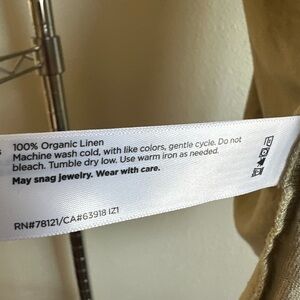 100% Organic Linen
Machine wash cold, with like colors, gentle cycle. Do not
bleach. Tumble dry low. Use warm iron as needed.
May snag jewelry. Wear with care.
RN#78121/CA#63918 IZ1